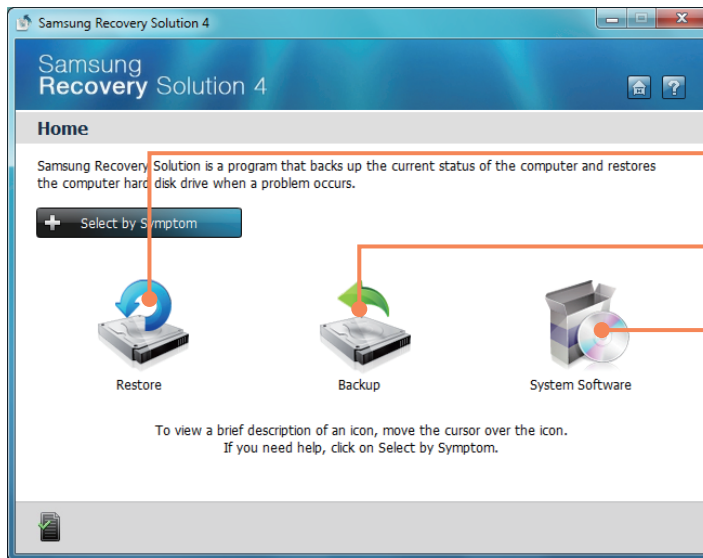 Samsung Recovery Solution 4
Samsung
Recovery Solution 4
Home
Samsung Recovery Solution is a program that backs up the current status of the computer and restores
the computer hard disk drive when a problem occurs.
Select by Symptom
Restore
Backup
System Software
To view a brief description of an icon, move the cursor over the icon.
If you need help, click on Select by Symptom.